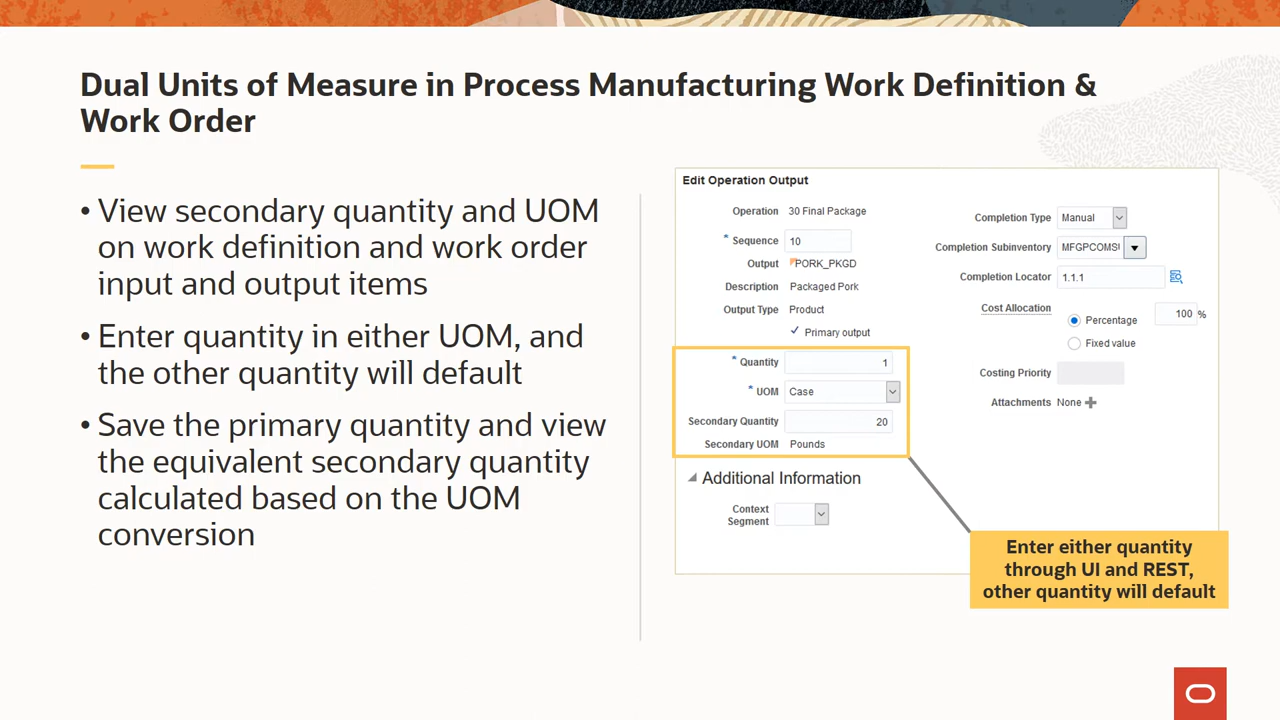 Dual Units of Measure in Process Manufacturing Work Definition &
Work Order
• View secondary quantity and UOM
on work definition and work order
input and output items
• Enter quantity in either UOM, and
the other quantity will default
• Save the primary quantity and view
the equivalent secondary quantity
calculated based on the UOM
conversion
Edit Operation Output
Operation 30 Final Package
* Sequence 10
Output PORK_PKGD
Description Packaged Pork
Output Type Product
Primary output
* Quantity 1
* UOM Case
Secondary Quantity 20
Secondary UOM Pounds
Additional Information
Context
Segment
Completion Type Manual
Completion Subinventory MFGPCOMS
Completion Locator 1.1.1
Cost Allocation
Percentage 100 %
Fixed value
Costing Priority
Attachments None
Enter either quantity
through UI and REST,
other quantity will default